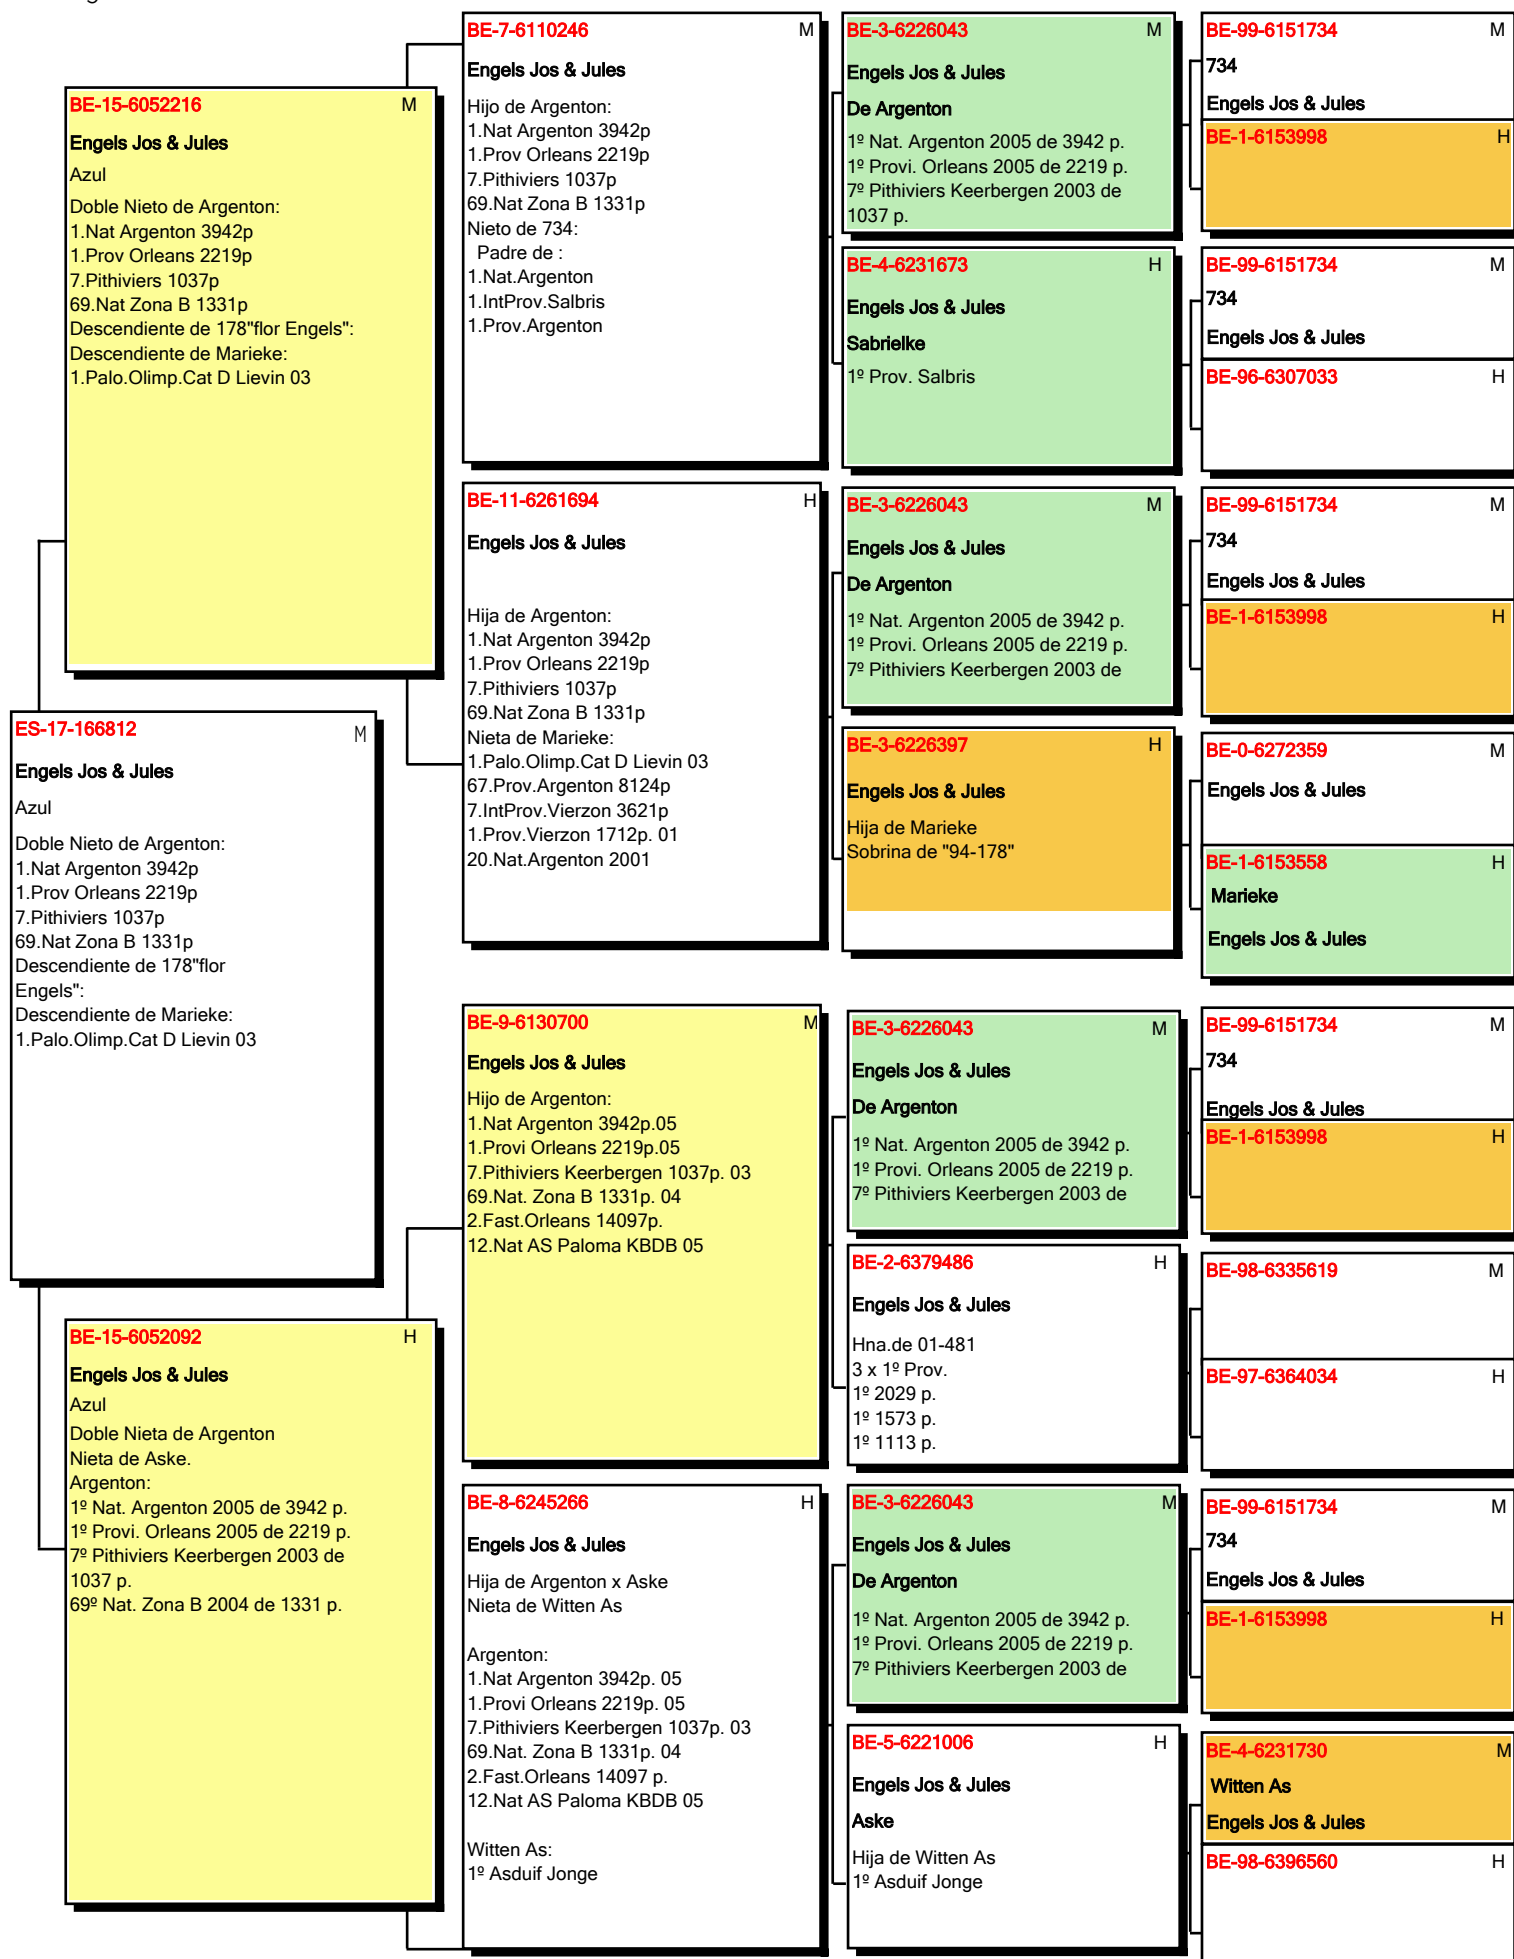 BE-15-6052216 M
Engels Jos & Jules
Azul
Doble Nieto de Argenton:
1.Nat Argenton 3942p
1.Prov Orleans 2219p
7.Pithiviers 1037p
69.Nat Zona B 1331p
Descendiente de 178"flor Engels":
Descendiente de Marieke:
1.Palo.Olimp.Cat D Lievin 03
ES-17-166812 M
Engels Jos & Jules
Azul
Doble Nieto de Argenton:
1.Nat Argenton 3942p
1.Prov Orleans 2219p
7.Pithiviers 1037p
69.Nat Zona B 1331p
Descendiente de 178"flor
Engels":
Descendiente de Marieke:
1.Palo.Olimp.Cat D Lievin 03
BE-15-6052092 H
Engels Jos & Jules
Azul
Doble Nieta de Argenton
Nieta de Aske.
Argenton:
1º Nat. Argenton 2005 de 3942 p.
1º Provi. Orleans 2005 de 2219 p.
7º Pithiviers Keerbergen 2003 de
1037 p.
69º Nat. Zona B 2004 de 1331 p.
BE-7-6110246 M
Engels Jos & Jules
Hijo de Argenton:
1.Nat Argenton 3942p
1.Prov Orleans 2219p
7.Pithiviers 1037p
69.Nat Zona B 1331p
Nieto de 734:
Padre de :
1.Nat.Argenton
1.IntProv.Salbris
1.Prov.Argenton
BE-11-6261694 H
Engels Jos & Jules
Hija de Argenton:
1.Nat Argenton 3942p
1.Prov Orleans 2219p
7.Pithiviers 1037p
69.Nat Zona B 1331p
Nieta de Marieke:
1.Palo.Olimp.Cat D Lievin 03
67.Prov.Argenton 8124p
7.IntProv.Vierzon 3621p
1.Prov.Vierzon 1712p. 01
20.Nat.Argenton 2001
BE-9-6130700 M
Engels Jos & Jules
Hijo de Argenton:
1.Nat Argenton 3942p.05
1.Provi Orleans 2219p.05
7.Pithiviers Keerbergen 1037p. 03
69.Nat. Zona B 1331p. 04
2.Fast.Orleans 14097p.
12.Nat AS Paloma KBDB 05
BE-8-6245266 H
Engels Jos & Jules
Hija de Argenton x Aske
Nieta de Witten As
Argenton:
1.Nat Argenton 3942p. 05
1.Provi Orleans 2219p. 05
7.Pithiviers Keerbergen 1037p. 03
69.Nat. Zona B 1331p. 04
2.Fast.Orleans 14097 p.
12.Nat AS Paloma KBDB 05
Witten As:
1º Asduif Jonge
BE-3-6226043 M
Engels Jos & Jules
De Argenton
1º Nat. Argenton 2005 de 3942 p.
1º Provi. Orleans 2005 de 2219 p.
7º Pithiviers Keerbergen 2003 de
1037 p.
BE-4-6231673 H
Engels Jos & Jules
Sabrielke
1º Prov. Salbris
BE-3-6226043 M
Engels Jos & Jules
De Argenton
1º Nat. Argenton 2005 de 3942 p.
1º Provi. Orleans 2005 de 2219 p.
7º Pithiviers Keerbergen 2003 de
BE-3-6226397 H
Engels Jos & Jules
Hija de Marieke
Sobrina de "94-178"
BE-3-6226043 M
Engels Jos & Jules
De Argenton
1º Nat. Argenton 2005 de 3942 p.
1º Provi. Orleans 2005 de 2219 p.
7º Pithiviers Keerbergen 2003 de
BE-2-6379486 H
Engels Jos & Jules
Hna.de 01-481
3 x 1º Prov.
1º 2029 p.
1º 1573 p.
1º 1113 p.
BE-3-6226043 M
Engels Jos & Jules
De Argenton
1º Nat. Argenton 2005 de 3942 p.
1º Provi. Orleans 2005 de 2219 p.
7º Pithiviers Keerbergen 2003 de
BE-5-6221006 H
Engels Jos & Jules
Aske
Hija de Witten As
1º Asduif Jonge
BE-99-6151734 M
734
Engels Jos & Jules
BE-1-6153998 H
BE-99-6151734 M
734
Engels Jos & Jules
BE-96-6307033 H
BE-99-6151734 M
734
Engels Jos & Jules
BE-1-6153998 H
BE-0-6272359 M
Engels Jos & Jules
BE-1-6153558 H
Marieke
Engels Jos & Jules
BE-99-6151734 M
734
Engels Jos & Jules
BE-1-6153998 H
BE-98-6335619 M
BE-97-6364034 H
BE-99-6151734 M
734
Engels Jos & Jules
BE-1-6153998 H
BE-4-6231730 M
Witten As
Engels Jos & Jules
BE-98-6396560 H